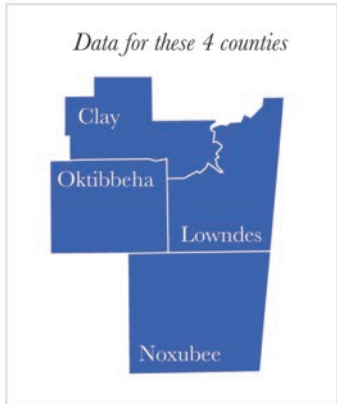 Data for these 4 counties
Clay
Oktibbeha
Lowndes
Noxubee